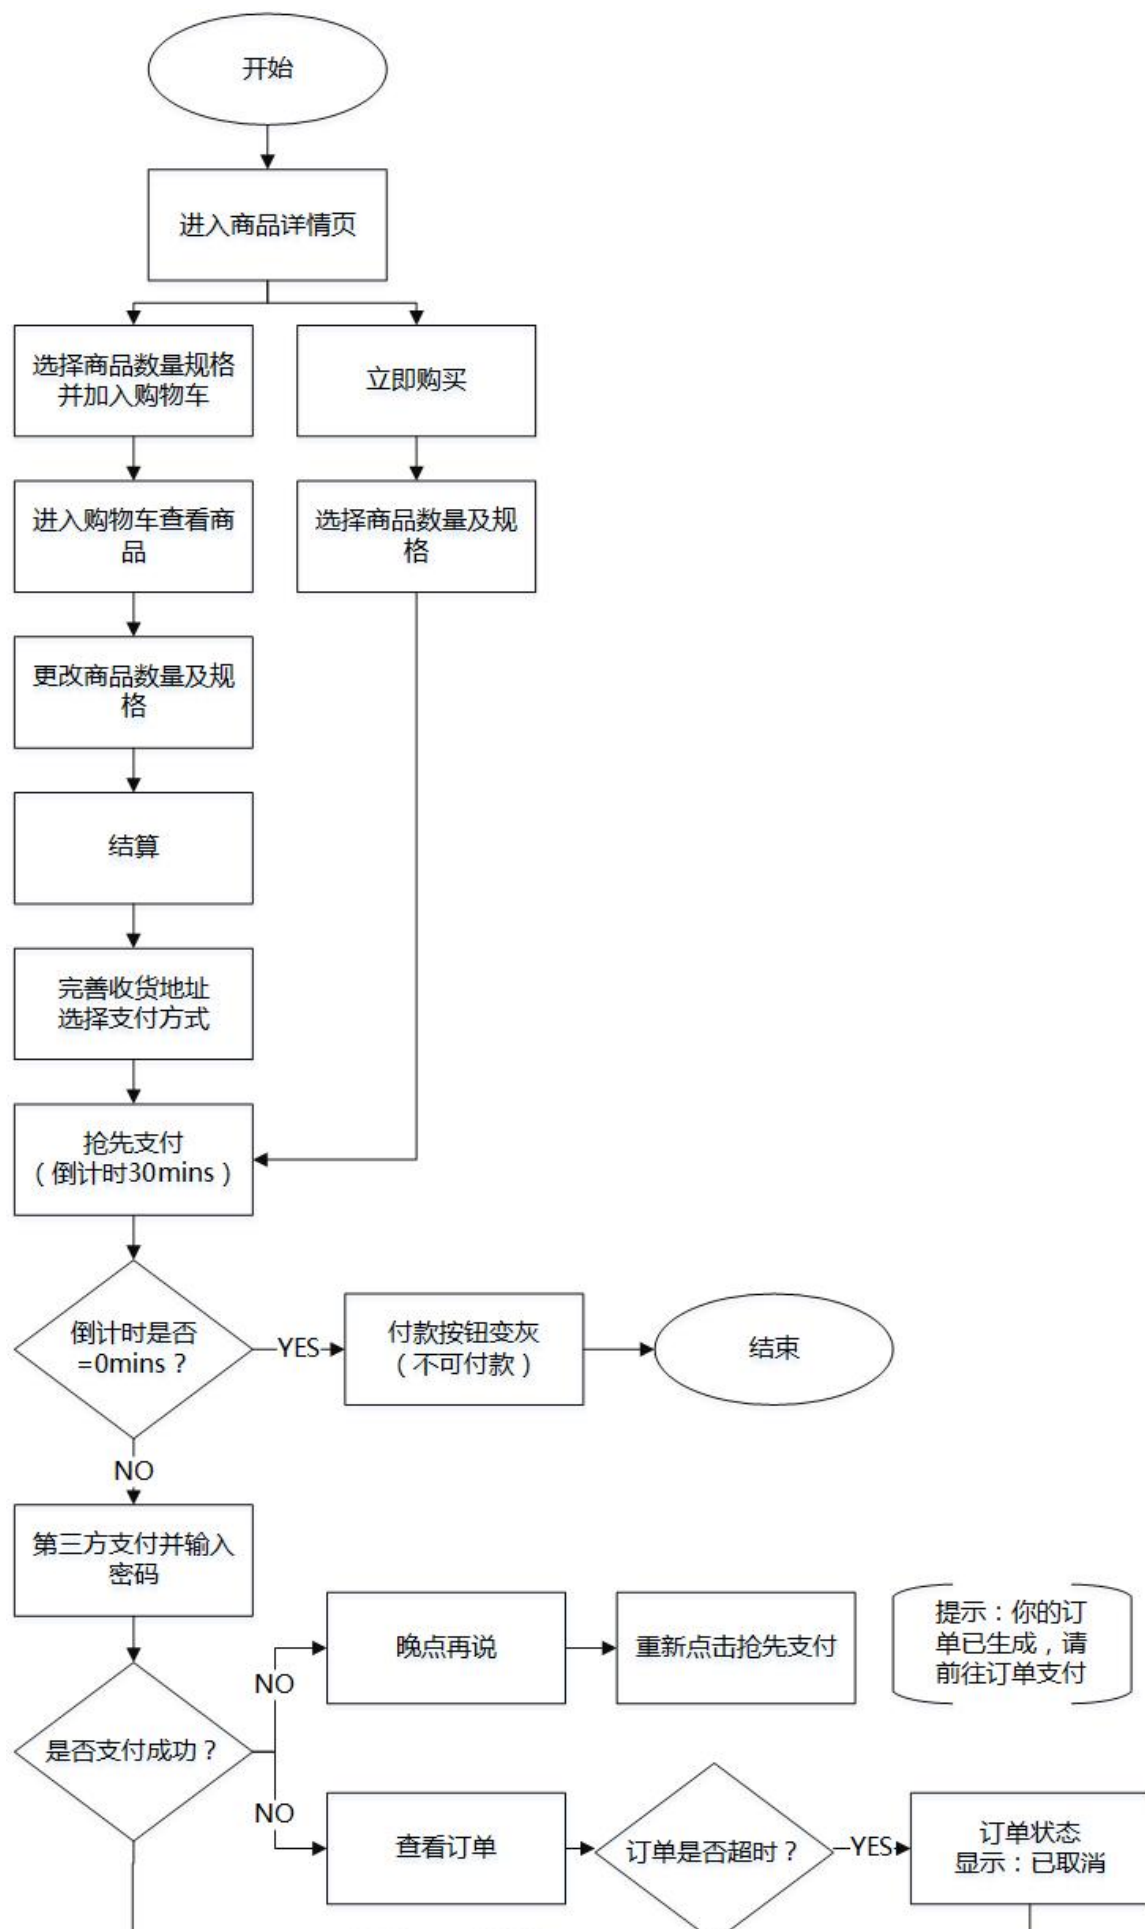 开始
进入商品详情页
选择商品数量规格
并加入购物车
立即购买
进入购物车查看商
品
选择商品数量及规
格
更改商品数量及规
格
结算
完善收货地址
选择支付方式
抢先支付
（倒计时30mins）
倒计时是否
=0mins？
YES
付款按钮变灰
（不可付款）
结束
NO
第三方支付并输入
密码
晚点再说
重新点击抢先支付
提示：你的订
单已生成，请
前往订单支付
NO
是否支付成功？
NO
查看订单
订单是否超时？
YES
订单状态
显示：已取消